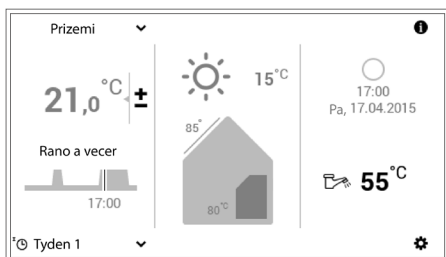 Prizemi
21,0 °C ±
Rano a vecer
17:00
Tyden 1
15°C
85°
80 °C
17:00
Pa, 17.04.2015
55°C